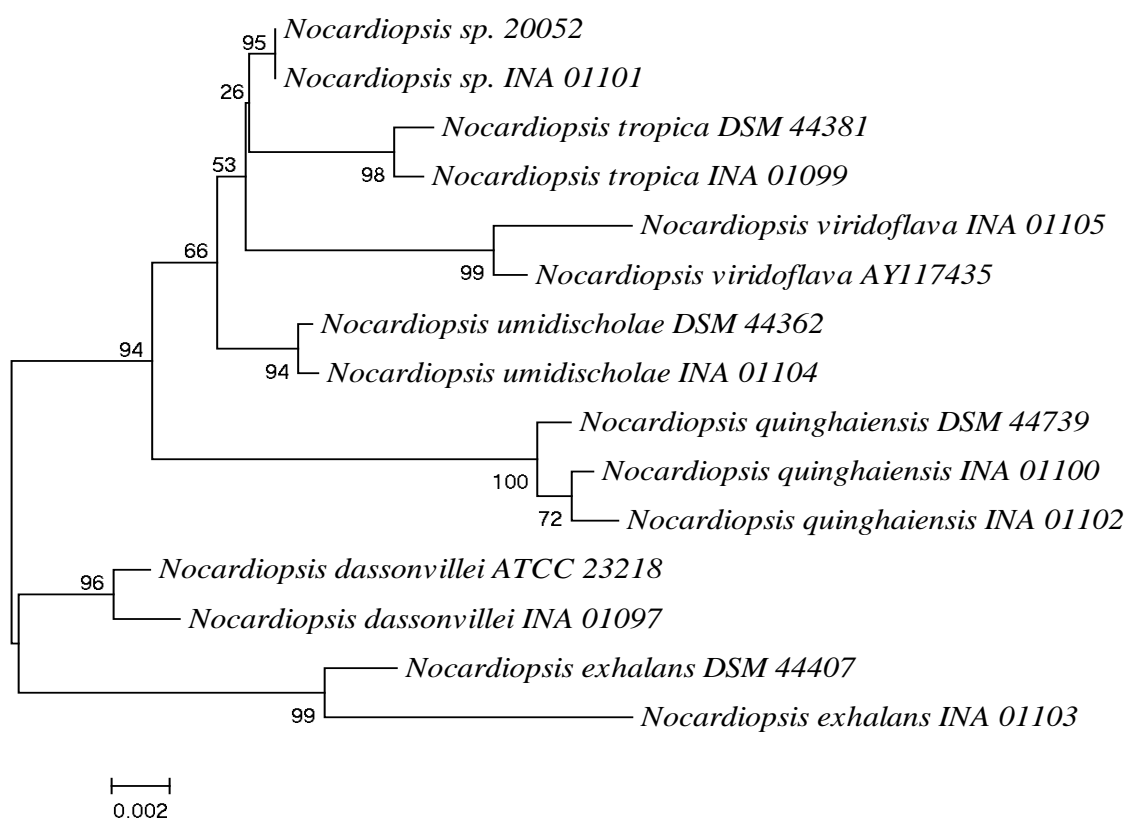 Nocardiopsis sp. 20052
95
Nocardiopsis sp. INA 01101
26
Nocardiopsis tropica DSM 44381
53
98
Nocardiopsis tropica INA 01099
Nocardiopsis viridoflava INA 01105
66
99
Nocardiopsis viridoflava AY117435
Nocardiopsis umidischolae DSM 44362
94
94
Nocardiopsis umidischolae INA 01104
Nocardiopsis quinghaiensis DSM 44739
100
Nocardiopsis quinghaiensis INA 01100
72
Nocardiopsis quinghaiensis INA 01102
Nocardiopsis dassonvillei ATCC 23218
96
Nocardiopsis dassonvillei INA 01097
Nocardiopsis exhalans DSM 44407
99
Nocardiopsis exhalans INA 01103
0.002